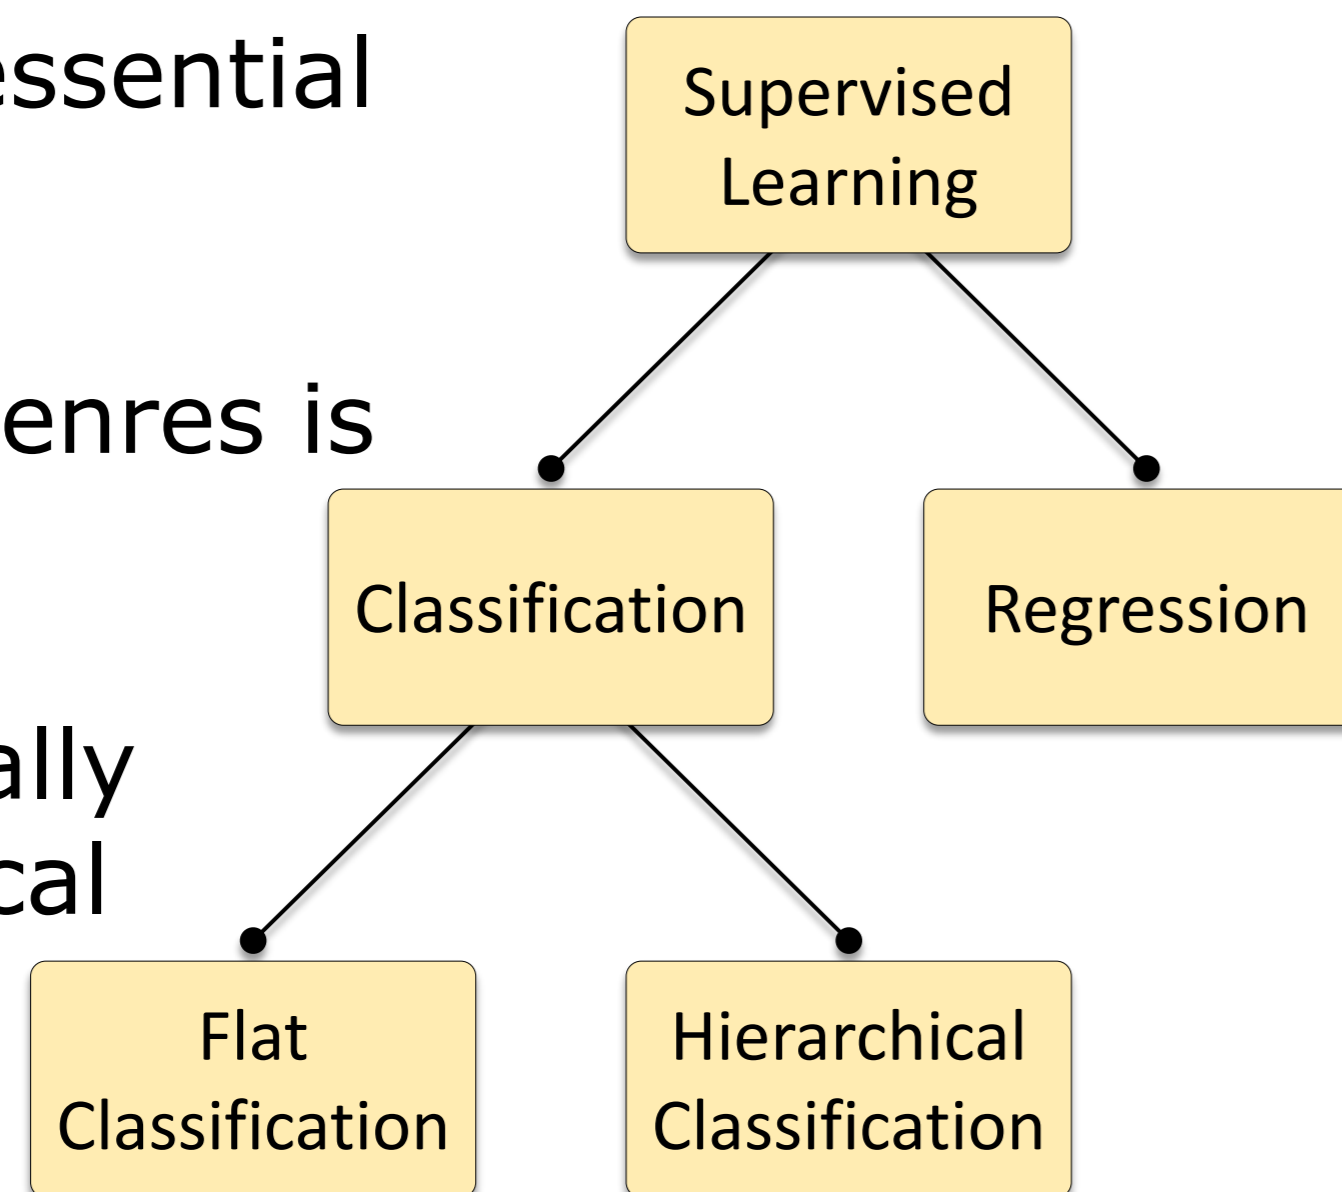 essential
enres is
ally
cal
Supervised
Learning
Classification
Regression
Flat
Classification
Hierarchical
Classification